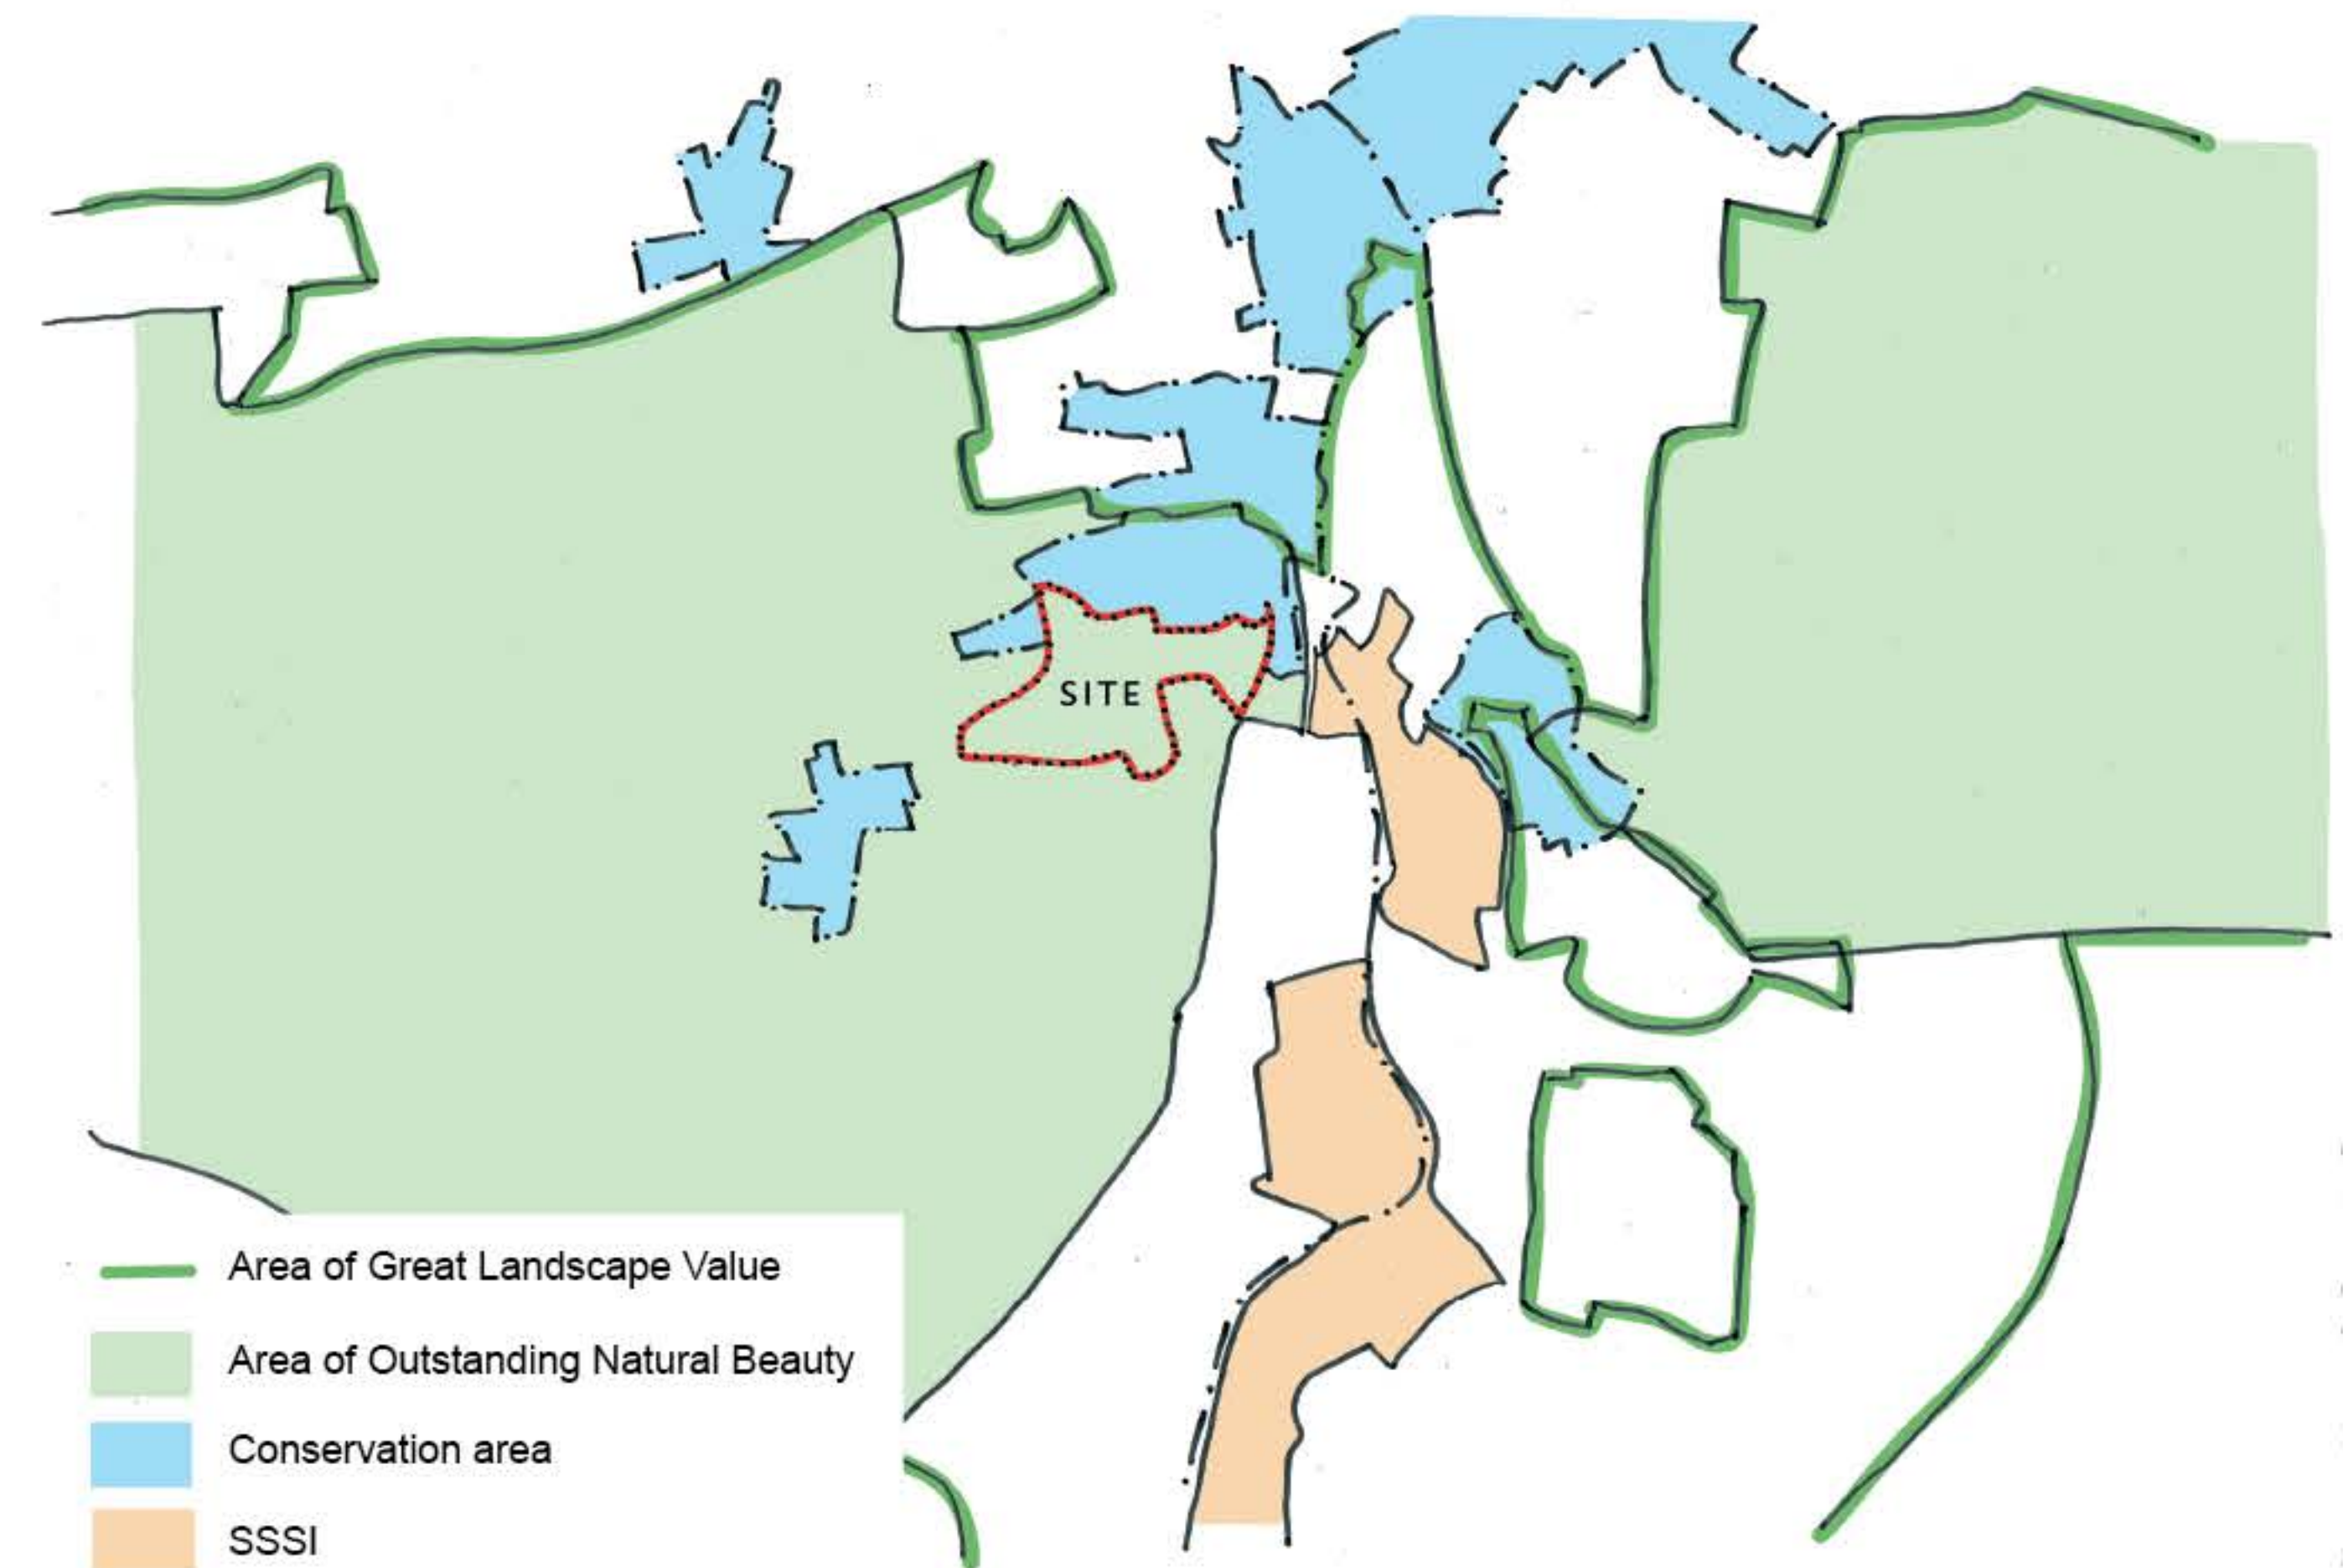 SITE
Area of Great Landscape Value
Area of Outstanding Natural Beauty
Conservation area
SSSI